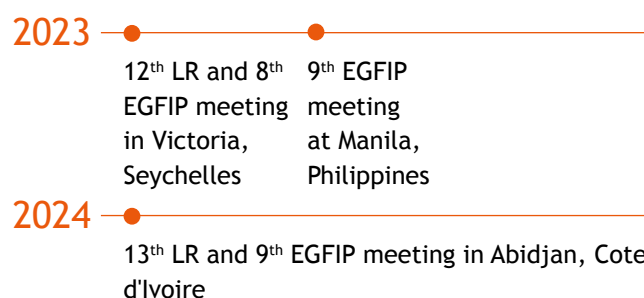 2023
12th LR and 8th
EGFIP meeting
in Victoria,
Seychelles
9th EGFIP
meeting
at Manila,
Philippines
2024
13th LR and 9th EGFIP meeting in Abidjan, Cote
d'Ivoire